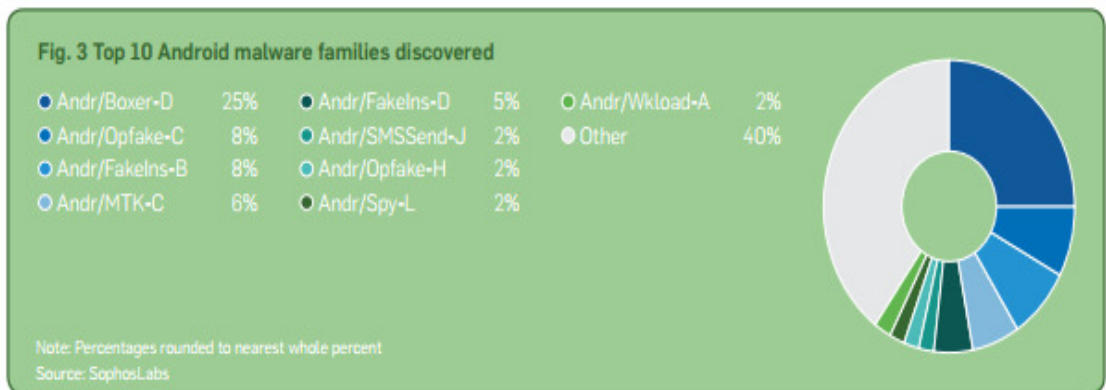 Fig. 3 Top 10 Android malware families discovered
Andr/Boxer-D 25%
Andr/Opfake-C 8%
Andr/FakeIns-B 8%
Andr/MTK-C 6%
Andr/FakeIns-D 5%
Andr/SMSSend-J 2%
Andr/Opfake-H 2%
Andr/Spy-L 2%
Andr/Wkload-A 2%
Other 40%
Note: Percentages rounded to nearest whole percent
Source: SophosLabs